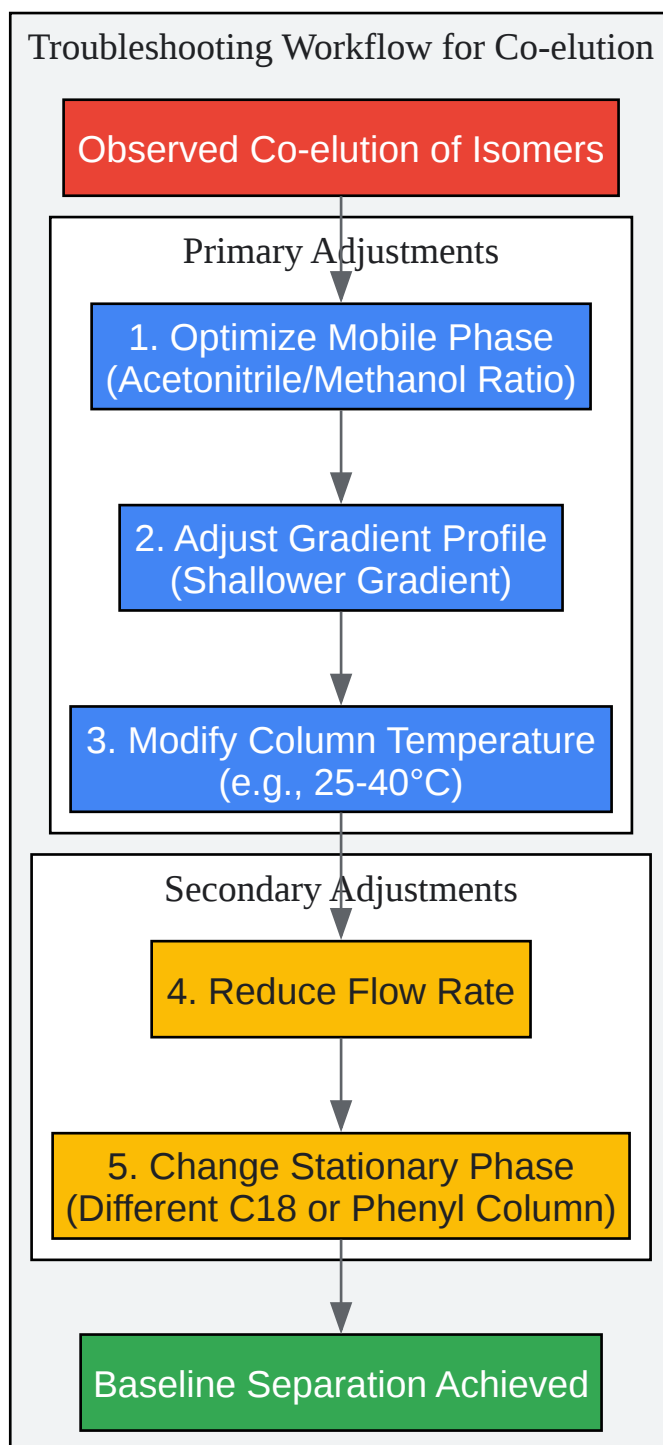 Troubleshooting Workflow for Co-elution
Observed Co-elution of Isomers
Primary Adjustments
1. Optimize Mobile Phase
(Acetonitrile/Methanol Ratio)
2. Adjust Gradient Profile
(Shallower Gradient)
3. Modify Column Temperature
(e.g., 25-40°C)
Secondary Adjustments
4. Reduce Flow Rate
5. Change Stationary Phase
(Different C18 or Phenyl Column)
Baseline Separation Achieved